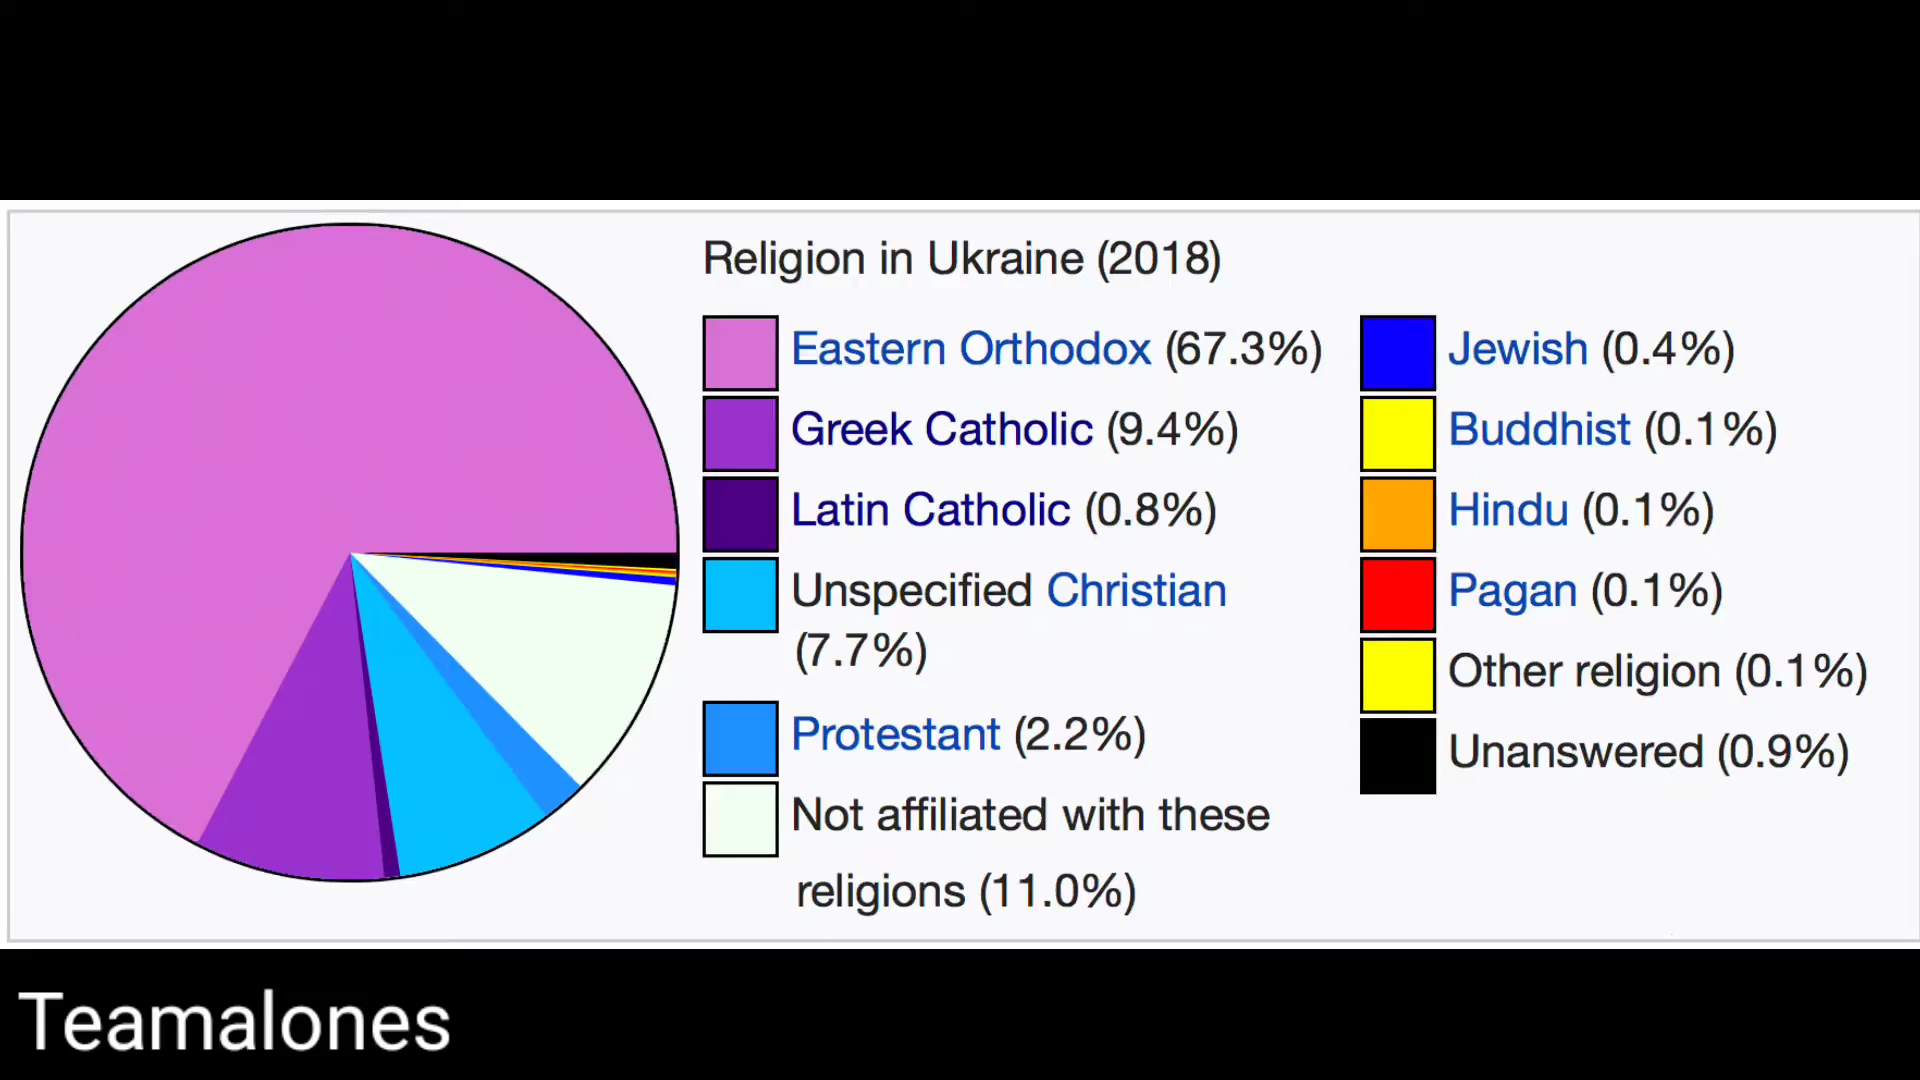 Religion in Ukraine (2018)
Eastern Orthodox (67.3%)
Greek Catholic (9.4%)
Latin Catholic (0.8%)
Unspecified Christian
(7.7%)
Protestant (2.2%)
Not affiliated with these
religions (11.0%)
Jewish (0.4%)
Buddhist (0.1%)
Hindu (0.1%)
Pagan (0.1%)
Other religion (0.1%)
Unanswered (0.9%)
Teamalones